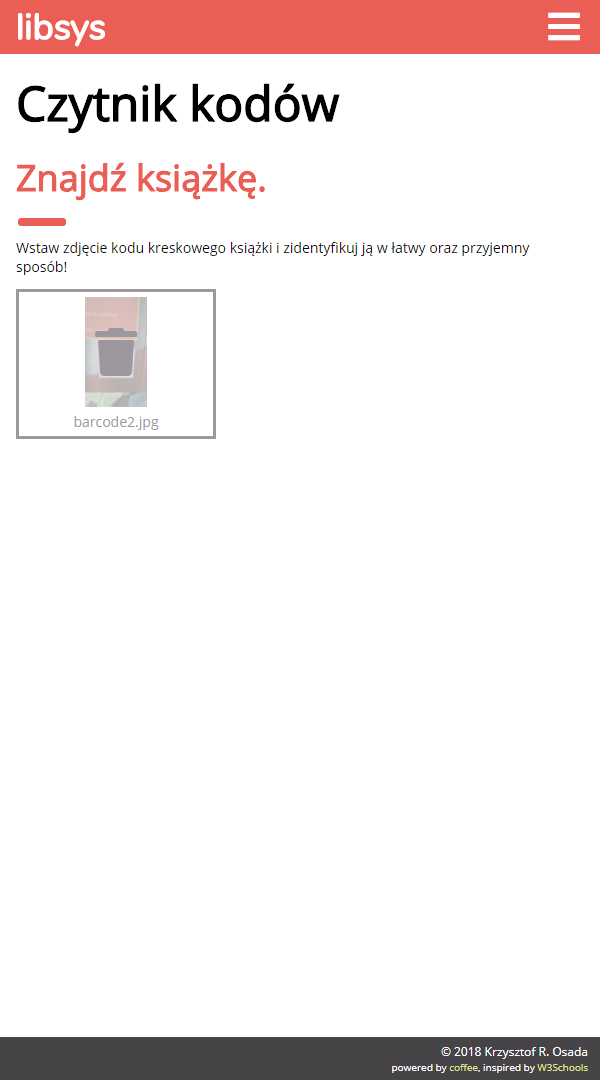 libsys
Czytnik kodów
Znajdź książkę.
Wstaw zdjęcie kodu kreskowego książki i zidentyfikuj ją w łatwy oraz przyjemny
sposób!
barcode2.jpg
© 2018 Krzysztof R. Osada
powered by coffee, inspired by W3Schools